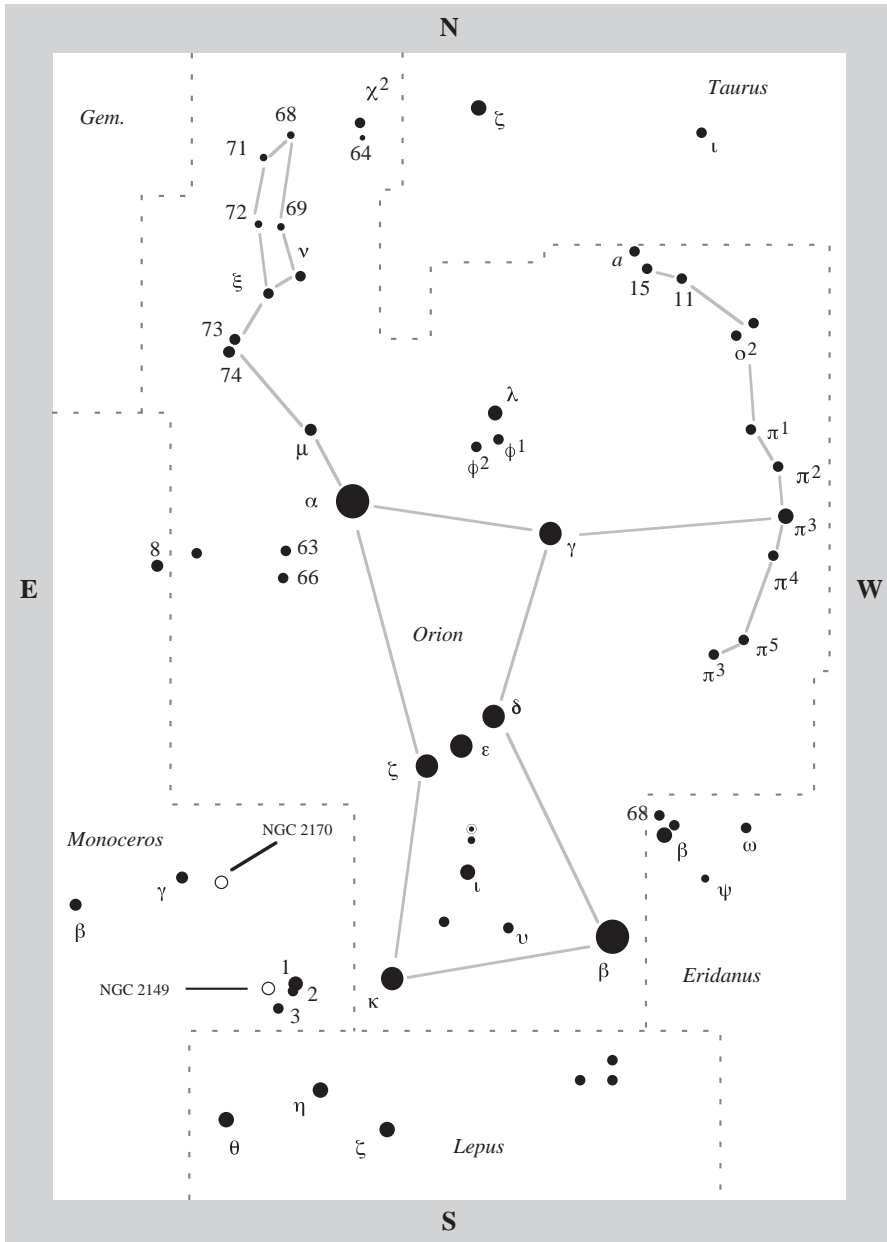 N
χ2
Taurus
68
Gem.
ζ
71
64
ι
72
69
ν
a
ξ
15
11
73
ο2
74
λ
μ
π1
ϕ2
ϕ1
π2
α
π3
γ
8
63
66
π4
E
W
Orion
π5
π3
δ
ε
ζ
68
NGC 2170
Monoceros
β
ω
γ
ι
ψ
β
υ
β
1
Eridanus
NGC 2149
2
κ
3
η
θ
ζ
Lepus
S